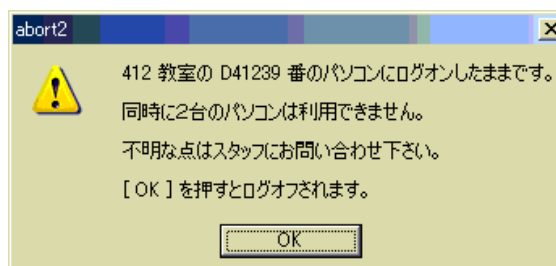 abort2
412 教室の D41239 番のパソコンにログオンしたままです。
同時に2台のパソコンは利用できません。
不明な点はスタッフにお問い合わせ下さい。
[ OK ] を押すとログオフされます。
OK